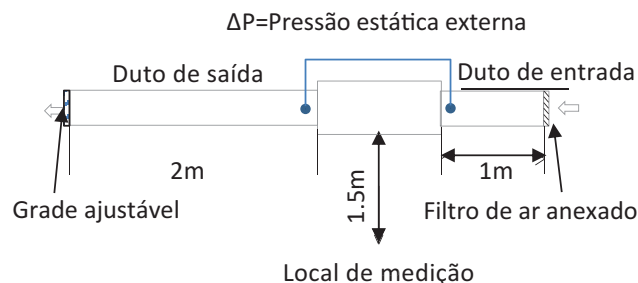 ΔP=Pressão estática externa
Duto de saída
Duto de entrada
2m
1.5m
1m
Grade ajustável
Filtro de ar anexado
Local de medição